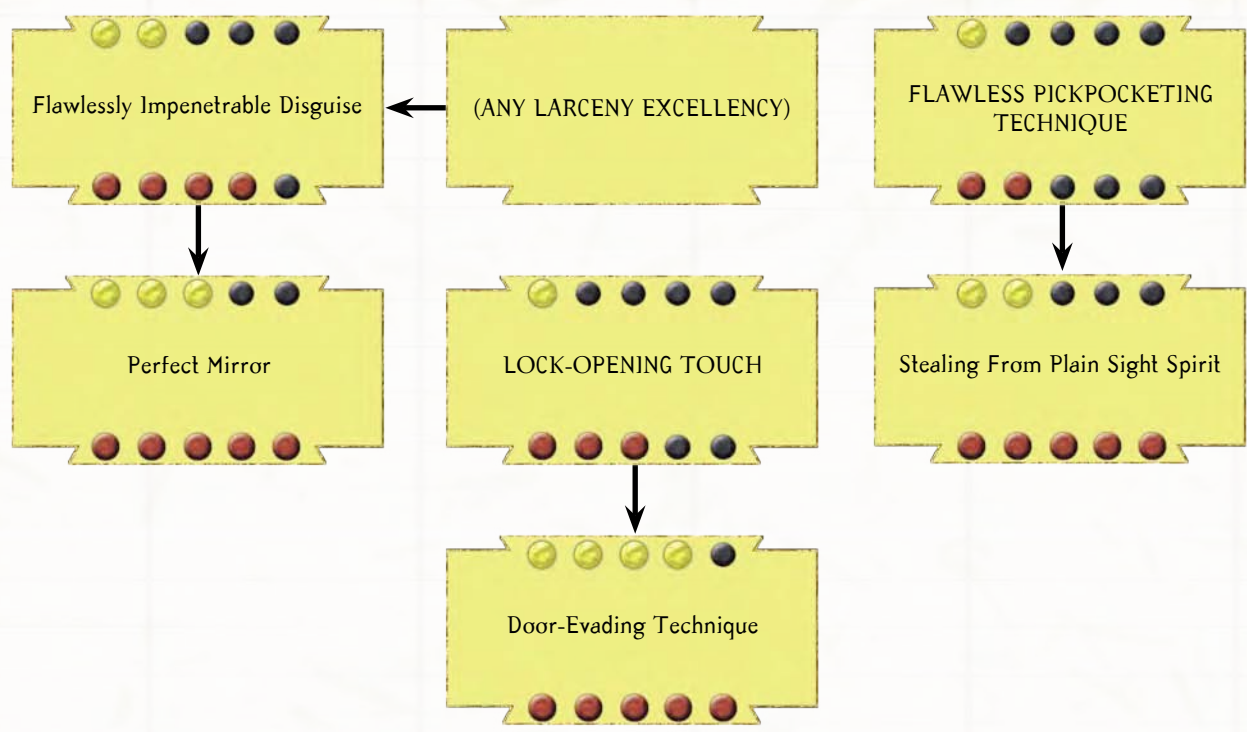 Flawlessly Impenetrable Disguise
(ANY LARCENY EXCELLENCY)
FLAWLESS PICKPOCKETING
TECHNIQUE
Perfect Mirror
LOCK-OPENING TOUCH
Stealing From Plain Sight Spirit
Door-Evading Technique